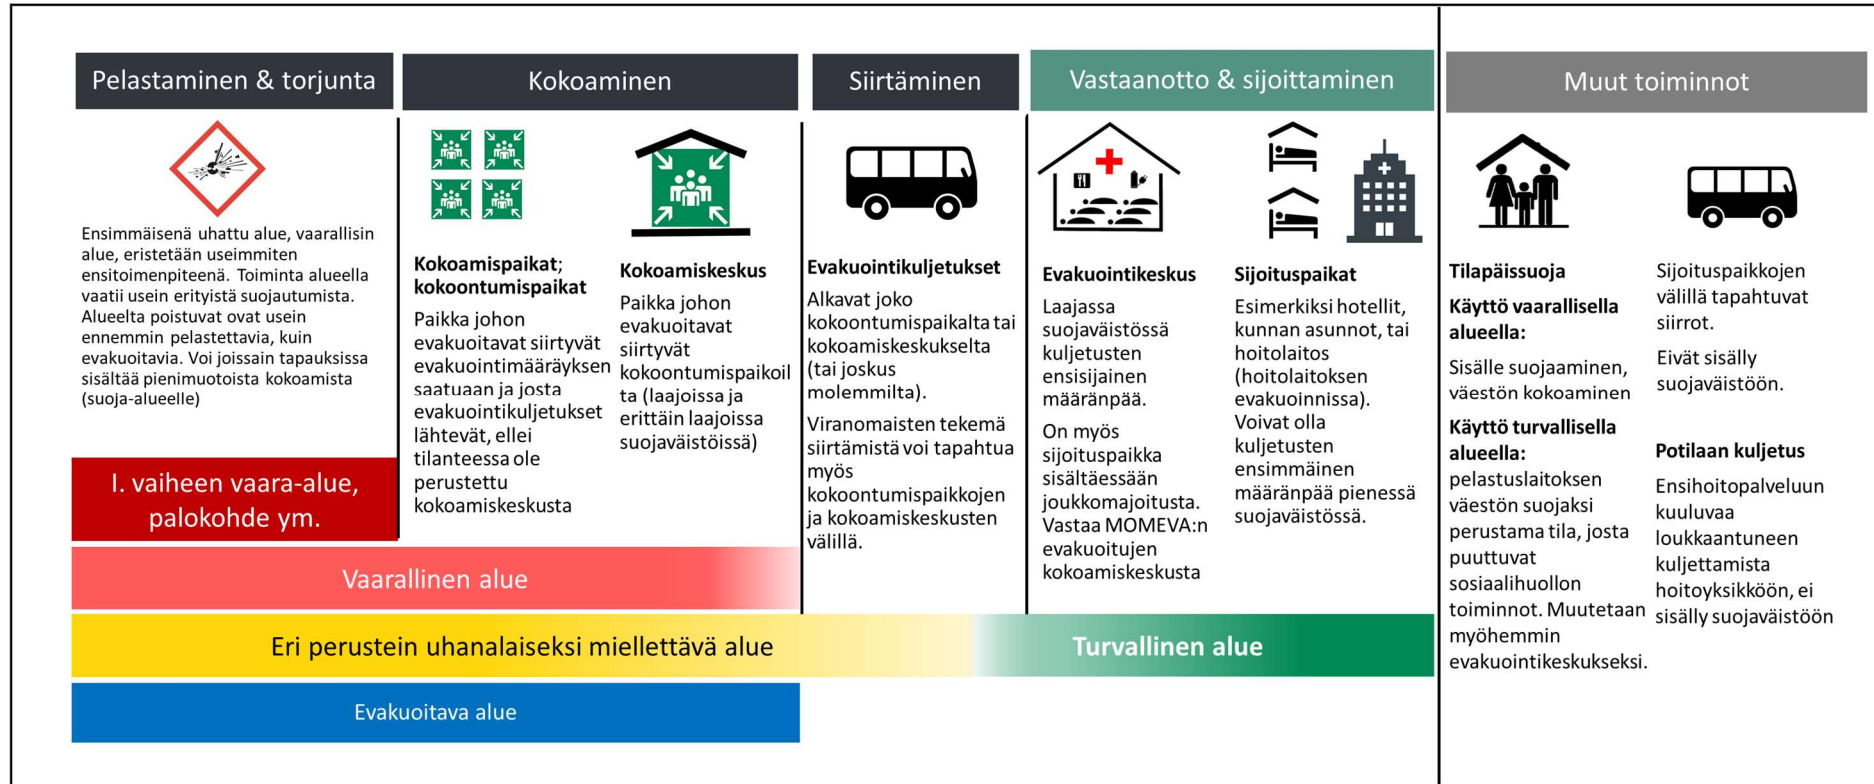 Pelastaminen & torjunta
Kokoaminen
Siirtäminen
Vastaanotto & sijoittaminen
Muut toiminnot
Ensimmäisenä uhattu alue, vaarallisin
alue, eristetään useimmiten
ensitoimenpiteenä. Toiminta alueella
vaatii usein erityistä suojautumista.
Alueelta poistuvat ovat usein
ennemmin pelastettavia, kuin
evakuoitavia. Voi joissain tapauksissa
sisältää pienimuotoista kokoamista
(suoja-alueelle)
Kokoamispaikat;
kokoontumispaikat
Paikka johon
evakuoitavat siirtyvät
evakuointimääräyksen
saatuaan ja josta
evakuointikuljetukset
lähtevät, ellei
tilanteessa ole
perustettu
kokoamiskeskusta
Kokoamiskeskus
Paikka johon
evakuoitavat
siirtyvät
kokoontumispaikoil
ta (laajoissa ja
erittäin laajoissa
suojaväistöissä)
Evakuointikuljetukset
Alkavat joko
kokoontumispaikalta tai
kokoamiskeskukselta
(tai joskus
molemmilta).
Viranomaisten tekemä
siirtämistä voi tapahtua
myös
kokoontumispaikkojen
ja kokoamiskeskusten
välillä.
Evakuointikeskus
Laajassa
suojaväistössä
kuljetusten
ensisijainen
määränpää.
On myös
sijoituspaikka
sisältäessään
joukkomajoitusta.
Vastaa MOMEVA:n
evakuoitujen
kokoamiskeskusta
Sijoituspaikat
Esimerkiksi hotellit,
kunnan asunnot, tai
hoitolaitos
(hoitolaitoksen
evakuoinnissa).
Voivat olla
kuljetusten
ensimmäinen
määränpää pienessä
suojaväistössä.
Tilapäissuoja
Käyttö vaarallisella
alueella:
Sisälle suojaaminen,
väestön kokoaminen
Käyttö turvallisella
alueella:
pelastuslaitoksen
väestön suojaksi
perustama tila, josta
puuttuvat
sosiaalihuollon
toiminnot. Muutetaan
myöhemmin
evakuointikeskukseksi.
Sijoituspaikkojen
välillä tapahtuvat
siirrot.
Eivät sisälly
suojaväistöön.
Potilaan kuljetus
Ensihoitopalveluun
kuuluvaa
loukkaantuneen
kuljettamista
hoitoyksikköön, ei
sisälly suojaväistöön
I. vaiheen vaara-alue,
palokohde ym.
Vaarallinen alue
Eri perustein uhanalaiseksi miellettävä alue
Turvallinen alue
Evakuoitava alue